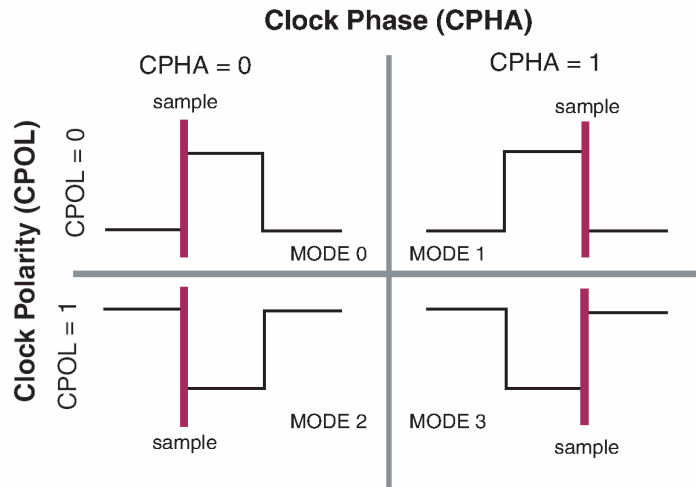 Clock Phase (CPHA)
CPHA = 0
CPHA = 1
sample
sample
Clock Polarity (CPOL)
CPOL = 0
MODE 0
MODE 1
CPOL = 1
MODE 2
MODE 3
sample
sample